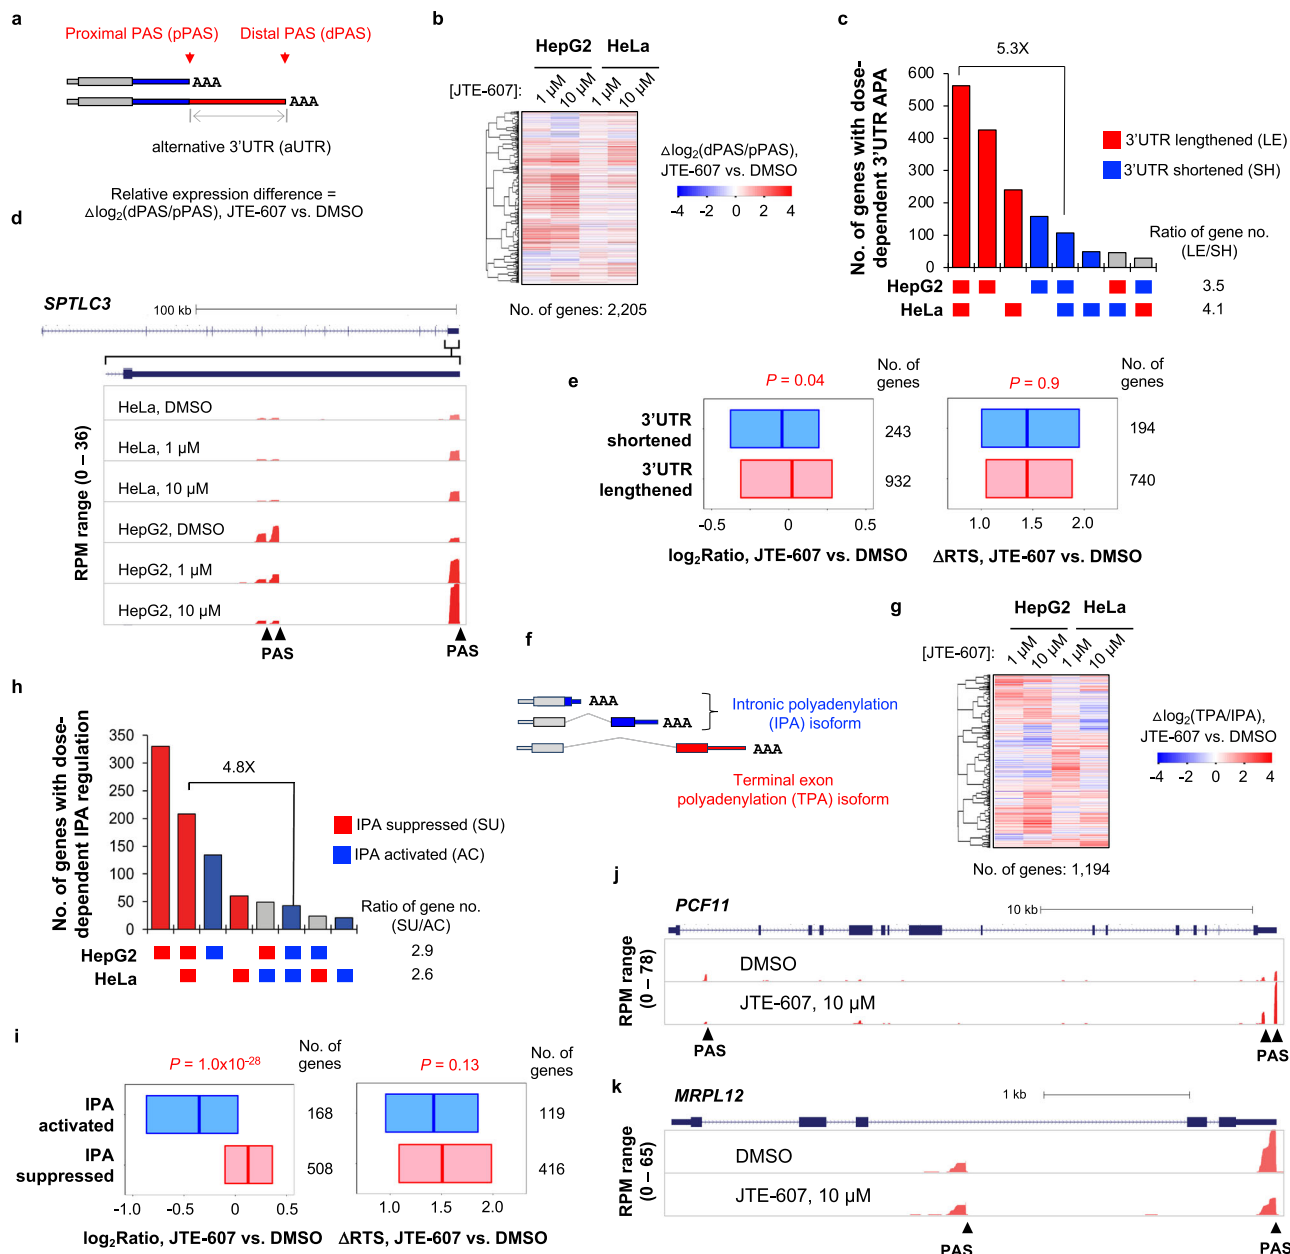 a
Proximal PAS (pPAS)
Distal PAS (dPAS)
AAA
AAA
alternative 3'UTR (aUTR)
Relative expression difference =
Δlog2(dPAS/pPAS), JTE-607 vs. DMSO
b
HepG2 HeLa
[JTE-607]: 1 μM 10 μM 1 μM 10 μM
Δlog2(dPAS/pPAS),
JTE-607 vs. DMSO
-4 -2 0 2 4
No. of genes: 2,205
c
No. of genes with dose-
dependent 3'UTR APA
600
500
400
300
200
100
0
5.3X
3'UTR lengthened (LE)
3'UTR shortened (SH)
Ratio of gene no.
(LE/SH)
HepG2 3.5
HeLa 4.1
d
SPTLC3
100 kb
RPM range (0 – 36)
HeLa, DMSO
HeLa, 1 μM
HeLa, 10 μM
HepG2, DMSO
HepG2, 1 μM
HepG2, 10 μM
PAS PAS
e
P = 0.04
No. of
genes
P = 0.9
No. of
genes
3'UTR
shortened
243
194
3'UTR
lengthened
932
740
-0.5 0 0.5
1.0 1.5 2.0
log2Ratio, JTE-607 vs. DMSO
ΔRTS, JTE-607 vs. DMSO
f
AAA
AAA
AAA
Intronic polyadenylation
(IPA) isoform
Terminal exon
polyadenylation (TPA) isoform
g
HepG2 HeLa
[JTE-607]: 1 μM 10 μM 1 μM 10 μM
Δlog2(TPA/IPA),
JTE-607 vs. DMSO
-4 -2 0 2 4
No. of genes: 1,194
h
No. of genes with dose-
dependent IPA regulation
350
300
250
200
150
100
50
0
4.8X
IPA suppressed (SU)
IPA activated (AC)
Ratio of gene no.
(SU/AC)
HepG2 2.9
HeLa 2.6
i
P = 1.0x10−28
No. of
genes
P = 0.13
No. of
genes
IPA
activated
168
119
IPA
suppressed
508
416
-1.0 -0.5 0 0.5
1.0 1.5 2.0
log2Ratio, JTE-607 vs. DMSO
ΔRTS, JTE-607 vs. DMSO
j
PCF11
10 kb
RPM range
(0 – 78)
DMSO
JTE-607, 10 μM
PAS PAS
k
MRPL12
1 kb
RPM range
(0 – 65)
DMSO
JTE-607, 10 μM
PAS PAS